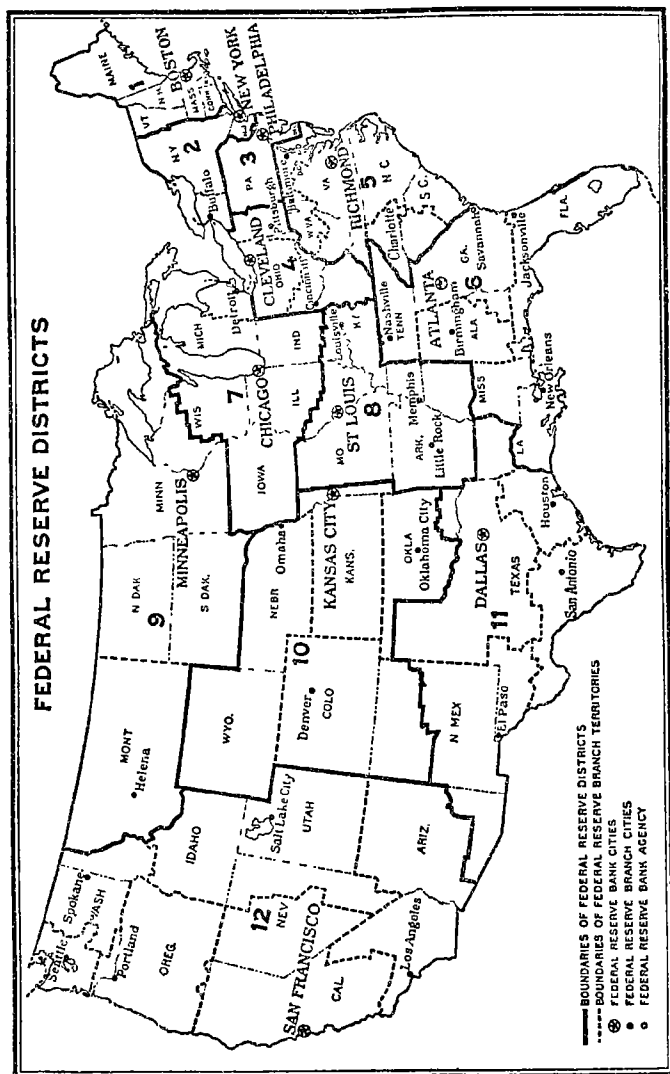 FEDERAL RESERVE DISTRICTS
MAINE
1
VT
N H
BOSTON
MASS
CONN
NEW YORK
2
N.Y
Buffalo
PHILADELPHIA
3
PA
Pittsburgh
Baltimore
CLEVELAND
OHIO
4
Cincinnati
W.VA
VA
RICHMOND
5
N C
Charlotte
S C.
Detroit
MICH
WIS
7
CHICAGO
ILL
IND
IOWA
Louisville
KY
ST LOUIS
MO
8
Memphis
ARK.
Little Rock
Nashville
TENN
ATLANTA
GA.
6
Birmingham
ALA
Savannah
Jacksonville
FLA.
MISS
New Orleans
LA
MINN
MINNEAPOLIS
N DAK
9
S DAK.
MONT
Helena
NEBR
Omaha
KANSAS CITY
KANS.
10
WYO.
Denver
COLO
OKLA
Oklahoma City
DALLAS
TEXAS
11
Houston
San Antonio
El Paso
N MEX
Spokane
Seattle
WASH
Portland
OREG.
IDAHO
Salt Lake City
UTAH
12
NEV
SAN FRANCISCO
CAL
Los Angeles
ARIZ.
BOUNDARIES OF FEDERAL RESERVE DISTRICTS
BOUNDARIES OF FEDERAL RESERVE BRANCH TERRITORIES
FEDERAL RESERVE BANK CITIES
FEDERAL RESERVE BRANCH CITIES
FEDERAL RESERVE BANK AGENCY